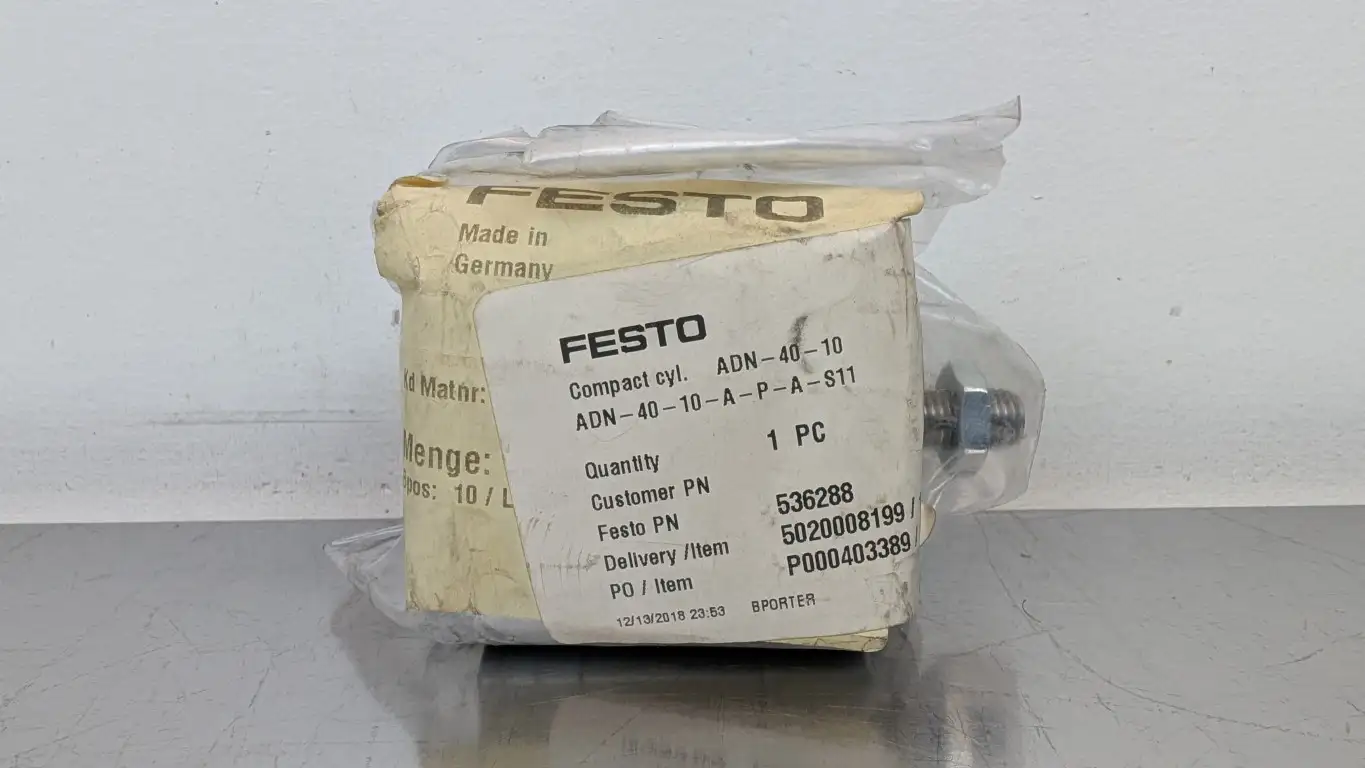 FESTO
Made in
Germany
Kd Matnr:
Menge:
pos: 10 / L
FESTO
Compact cyl. ADN-40-10
ADN-40-10-A-P-A-S11
Quantity 1 PC
Customer PN
Festo PN 536288
Delivery /Item 5020008199 /
PO / Item P000403389
12/13/2018 23:53 BPORTER